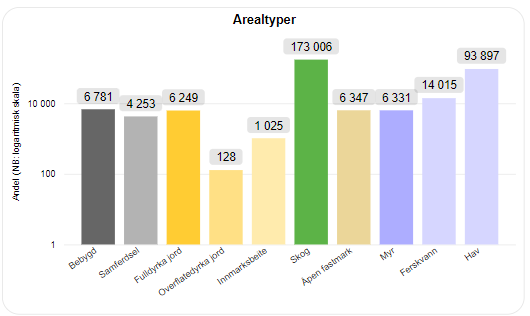 Arealtyper
Andel (NB: logaritmisk skala)
10 000
100
1
6 781
4 253
6 249
128
1 025
173 006
6 347
6 331
14 015
93 897
Bebygd
Samferdsel
Fulldyrka jord
Overflatedyrka jord
Innmarksbeite
Skog
Åpen fastmark
Myr
Ferskvann
Hav